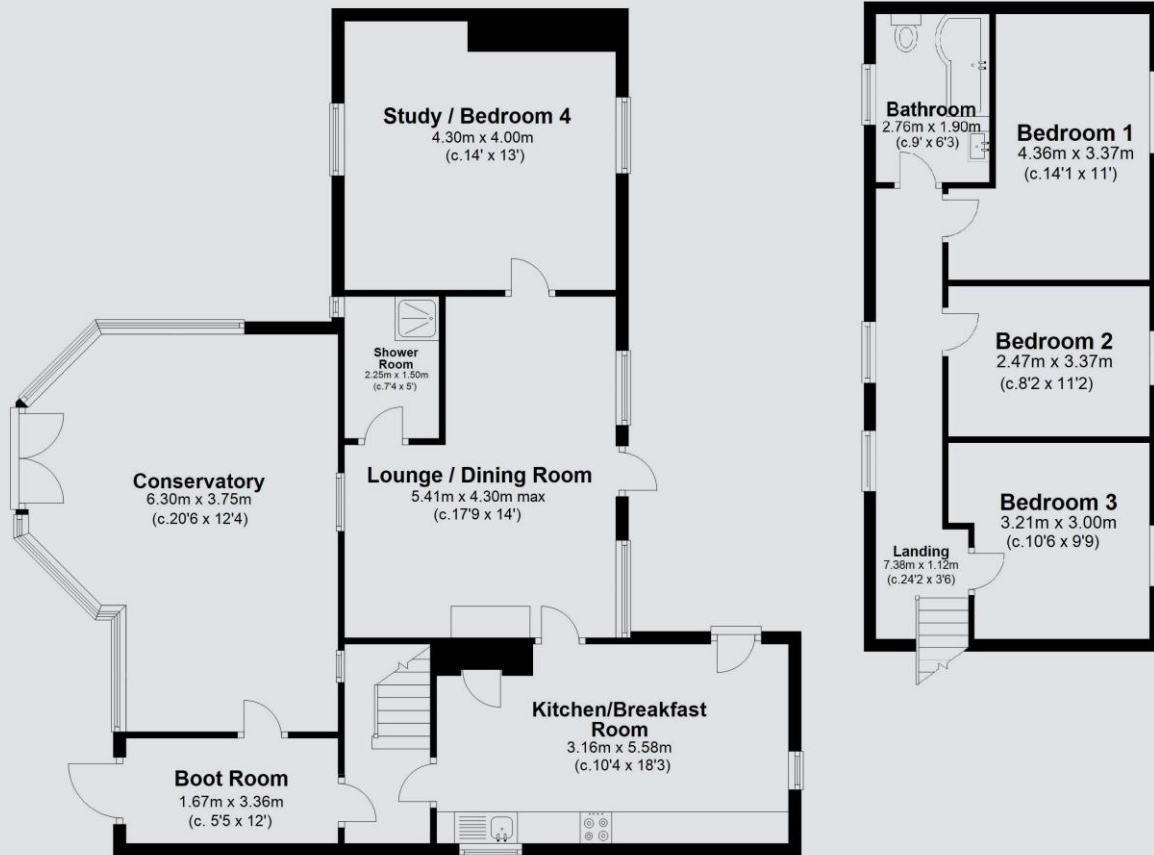 Study / Bedroom 4
4.30m x 4.00m
(c.14' x 13')
Shower
Room
2.25m x 1.50m
(c.7'4 x 5')
Conservatory
6.30m x 3.75m
(c.20'6 x 12'4)
Lounge / Dining Room
5.41m x 4.30m max
(c.17'9 x 14')
Kitchen/Breakfast
Room
3.16m x 5.58m
(c.10'4 x 18'3)
Boot Room
1.67m x 3.36m
(c. 5'5 x 12')
Bathroom
2.76m x 1.90m
(c.9' x 6'3)
Bedroom 1
4.36m x 3.37m
(c.14'1 x 11')
Bedroom 2
2.47m x 3.37m
(c.8'2 x 11'2)
Bedroom 3
3.21m x 3.00m
(c.10'6 x 9'9)
Landing
7.38m x 1.12m
(c.24'2 x 3'6)